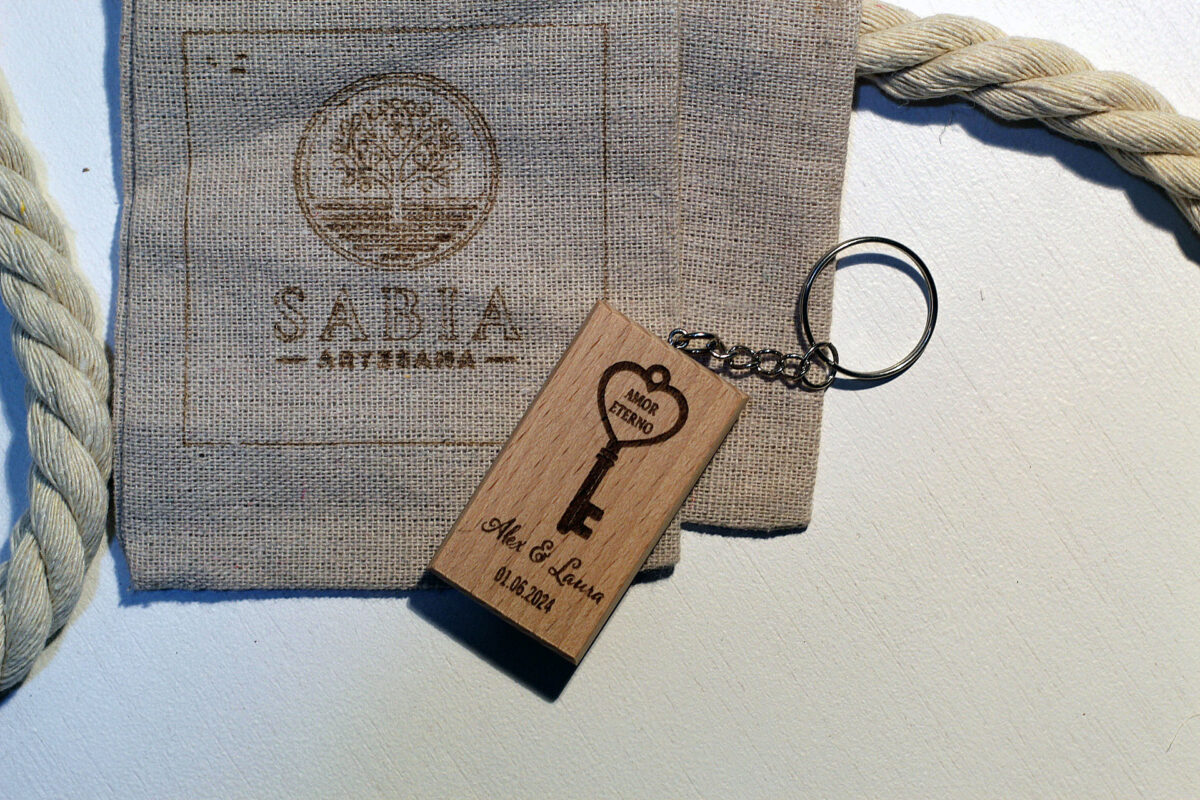 SABIA
ARTESANA
AMOR
ETERNO
Alex & Laura
01.06.2024